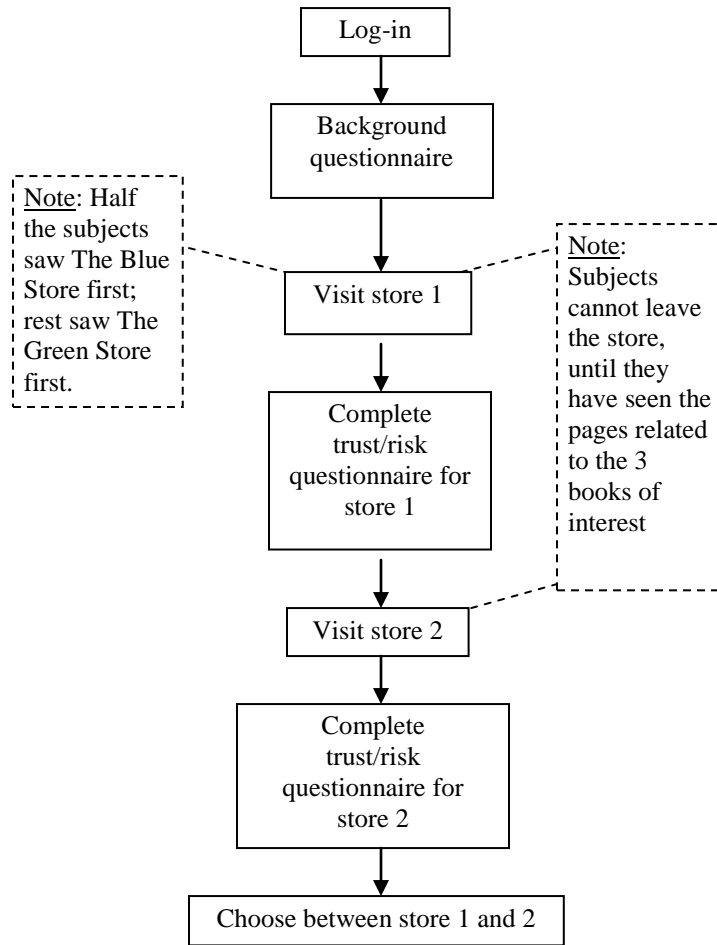 Log-in
Background
questionnaire
Note: Half
the subjects
saw The Blue
Store first;
rest saw The
Green Store
first.
Note:
Subjects
cannot leave
the store,
until they
have seen the
pages related
to the 3
books of
interest
Visit store 1
Complete
trust/risk
questionnaire for
store 1
Visit store 2
Complete
trust/risk
questionnaire for
store 2
Choose between store 1 and 2